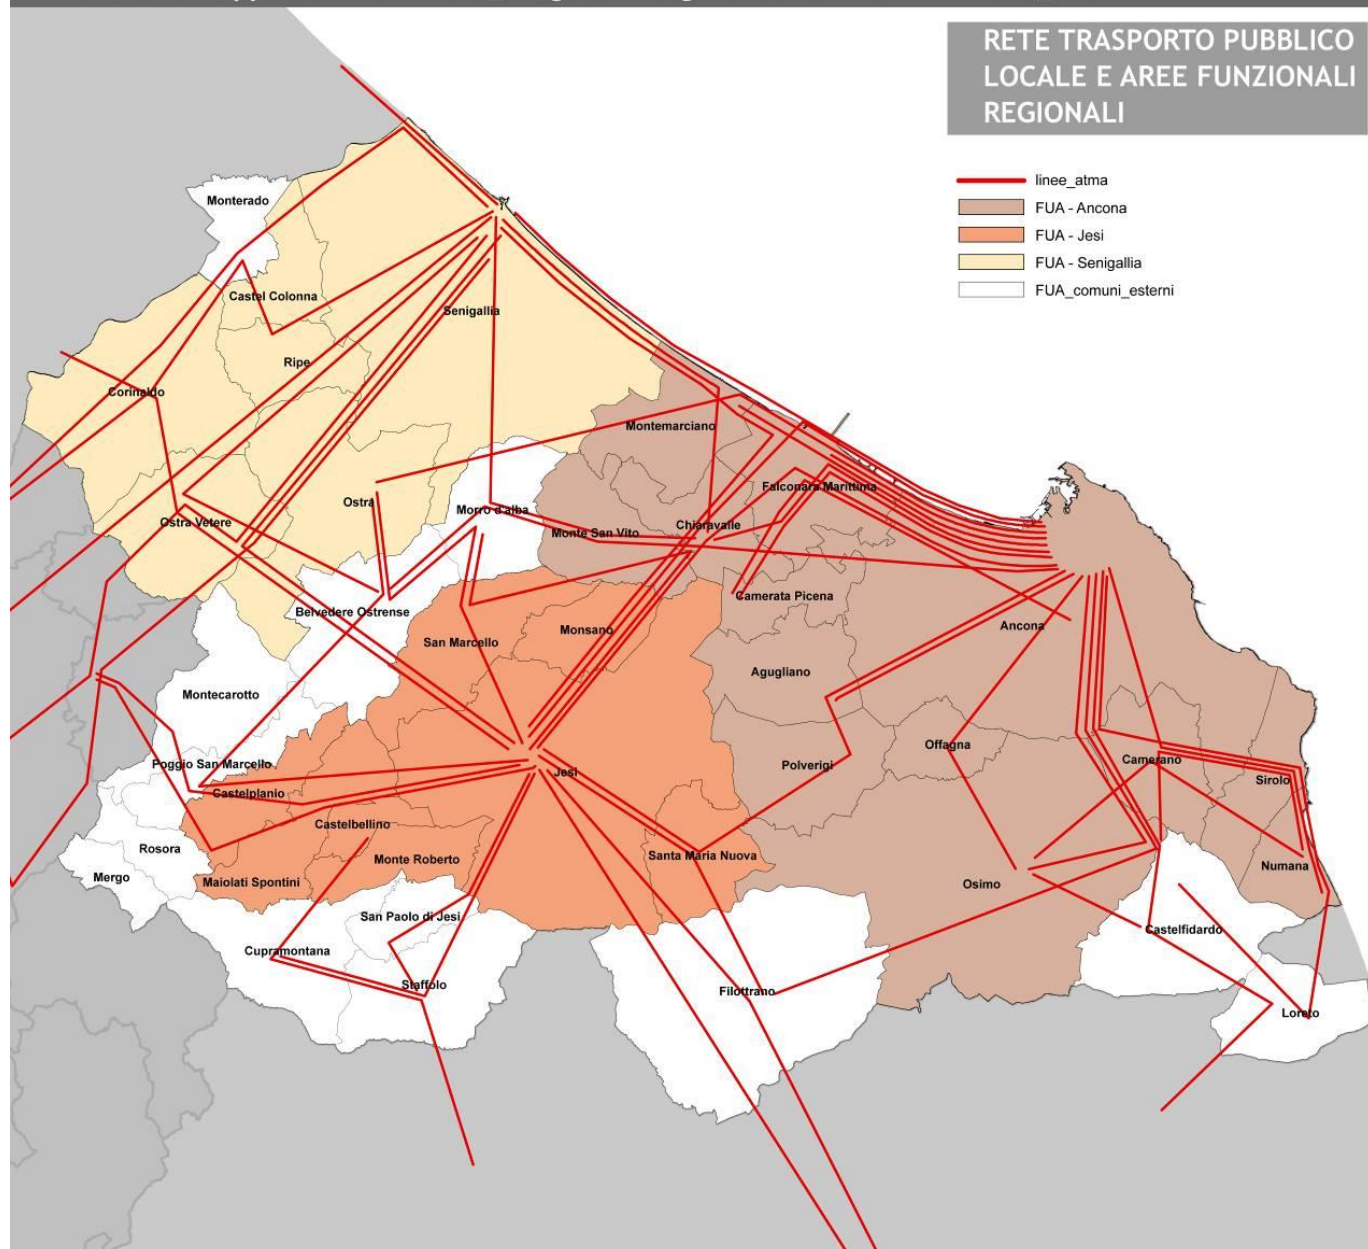 RETE TRASPORTO PUBBLICO
LOCALE E AREE FUNZIONALI
REGIONALI
linee_atma
FUA - Ancona
FUA - Jesi
FUA - Senigallia
FUA_comuni_esterni
Monterado
Castel Colonna
Senigallia
Ripe
Corinaldo
Montemarciano
Falconara Marittima
Ostra
Morro d'alba
Ostra Vetere
Chiaravalle
Monte San Vito
Camerata Picena
Belvedere Ostrense
Ancona
Monsano
San Marcello
Agugliano
Montecarotto
Offagna
Camerano
Poggio San Marcello
Polverigi
Jesi
Sirolo
Castelplanio
Castelbellino
Rosora
Monte Roberto
Santa Maria Nuova
Numana
Mergo
Maiolati Spontini
Osimo
San Paolo di Jesi
Castelfidardo
Cupramontana
Staffolo
Filottrano
Loreto